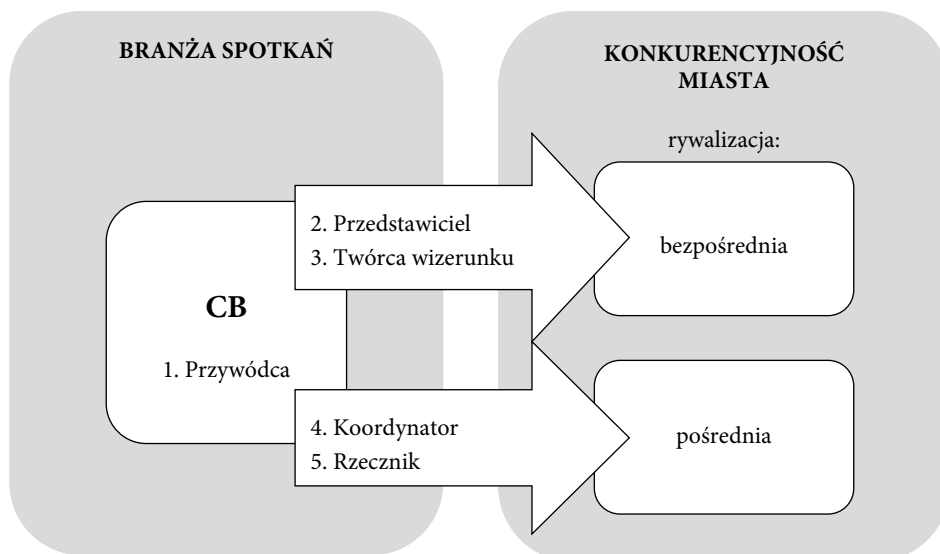 BRANŻA SPOTKAŃ
KONKURENCYJNOŚĆ
MIASTA
rywalizacja:
CB
1. Przywódca
2. Przedstawiciel
3. Twórca wizerunku
bezpośrednia
4. Koordynator
5. Rzecznik
pośrednia